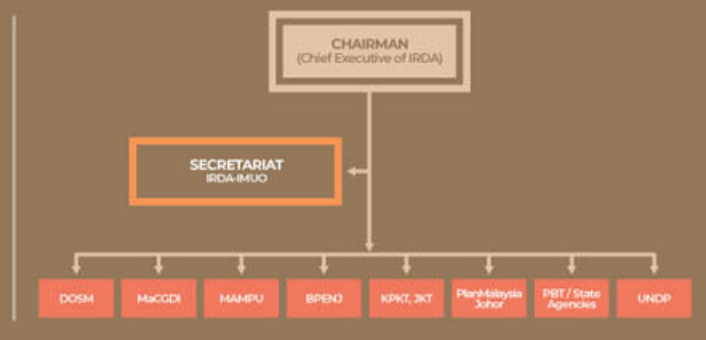 CHAIRMAN
(Chief Executive of IRDA)
SECRETARIAT
IRDA-IMUO
DOSM
MaCGDI
MAMPU
BPENJ
KPKT, JKT
PlanMalaysia
Johor
PBT / State
Agencies
UNDP